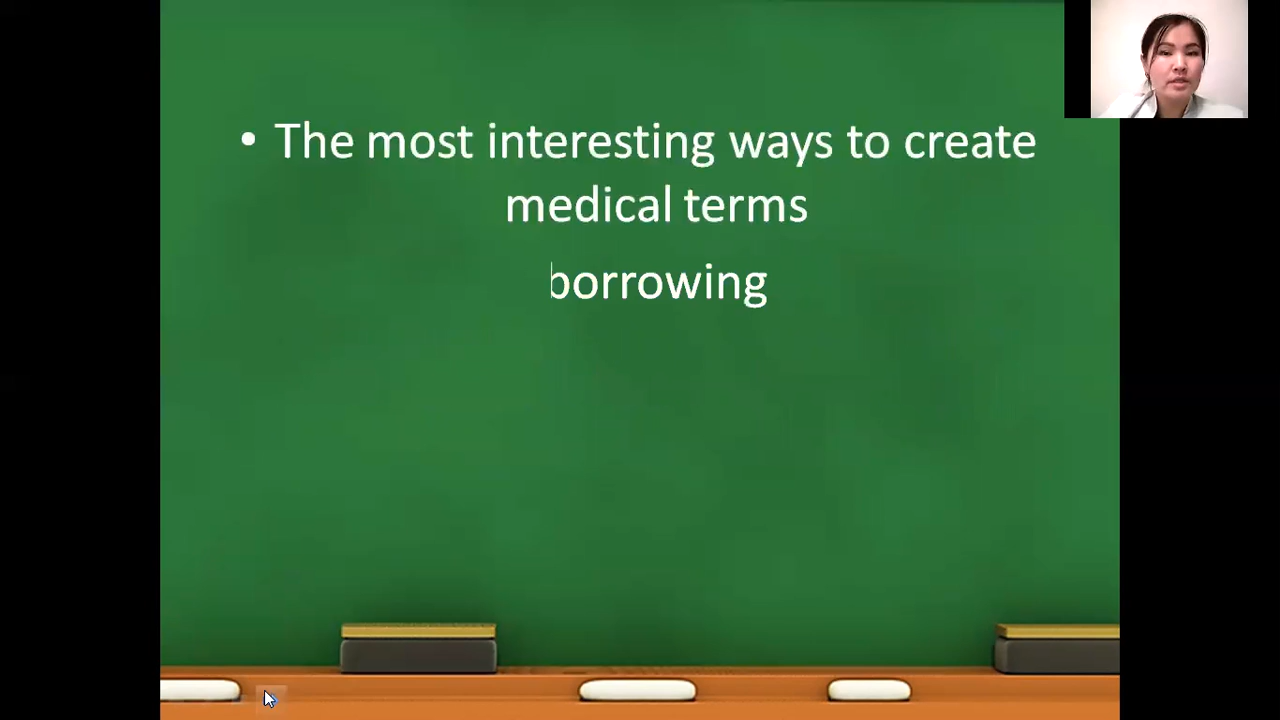 • The most interesting ways to create
medical terms
borrowing